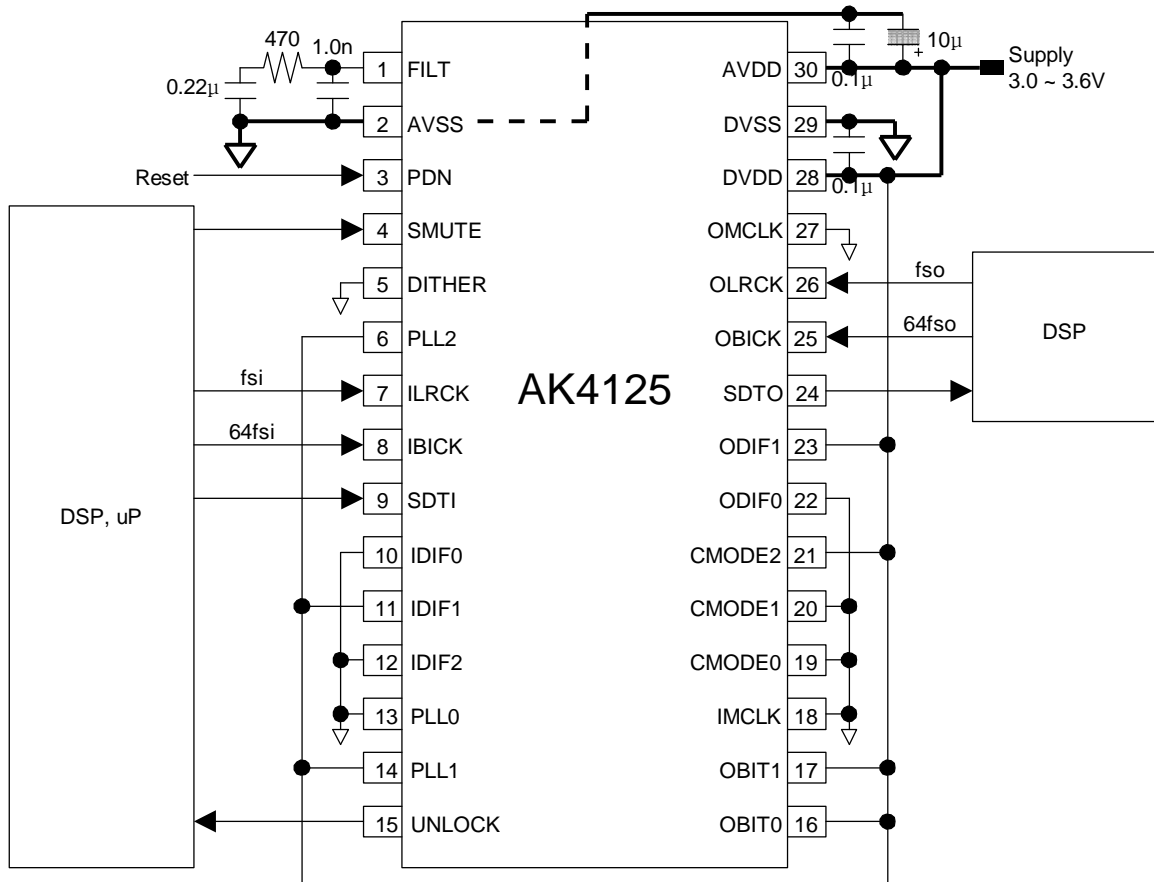 470
1.0n
0.22µ
1 FILT
2 AVSS
Reset
3 PDN
4 SMUTE
5 DITHER
6 PLL2
fsi
7 ILRCK
64fsi
8 IBICK
9 SDTI
DSP, uP
10 IDIF0
11 IDIF1
12 IDIF2
13 PLL0
14 PLL1
15 UNLOCK
AK4125
10µ
+
Supply
3.0 ~ 3.6V
AVDD 30
0.1µ
DVSS 29
DVDD 28
0.1µ
OMCLK 27
fso
OLRCK 26
64fso
OBICK 25
DSP
SDTO 24
ODIF1 23
ODIF0 22
CMODE2 21
CMODE1 20
CMODE0 19
IMCLK 18
OBIT1 17
OBIT0 16